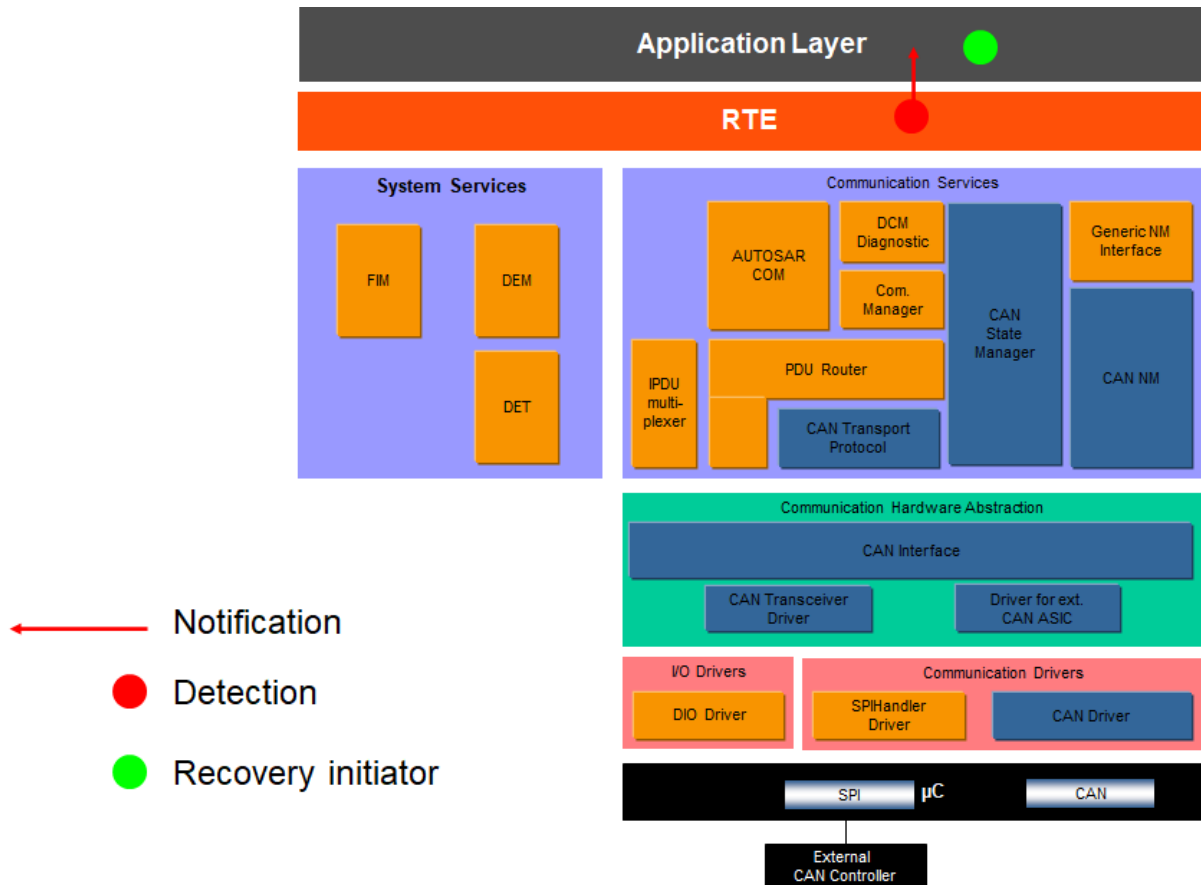 Application Layer
RTE
System Services
FIM
DEM
DET
Communication Services
AUTOSAR
COM
DCM
Diagnostic
Com.
Manager
CAN
State
Manager
Generic NM
Interface
CAN NM
IPDU
multi-
plexer
PDU Router
CAN Transport
Protocol
Communication Hardware Abstraction
CAN Interface
CAN Transceiver
Driver
Driver for ext.
CAN ASIC
I/O Drivers
DIO Driver
Communication Drivers
SPIHandler
Driver
CAN Driver
SPI
µC
CAN
External
CAN Controller
Notification
Detection
Recovery initiator